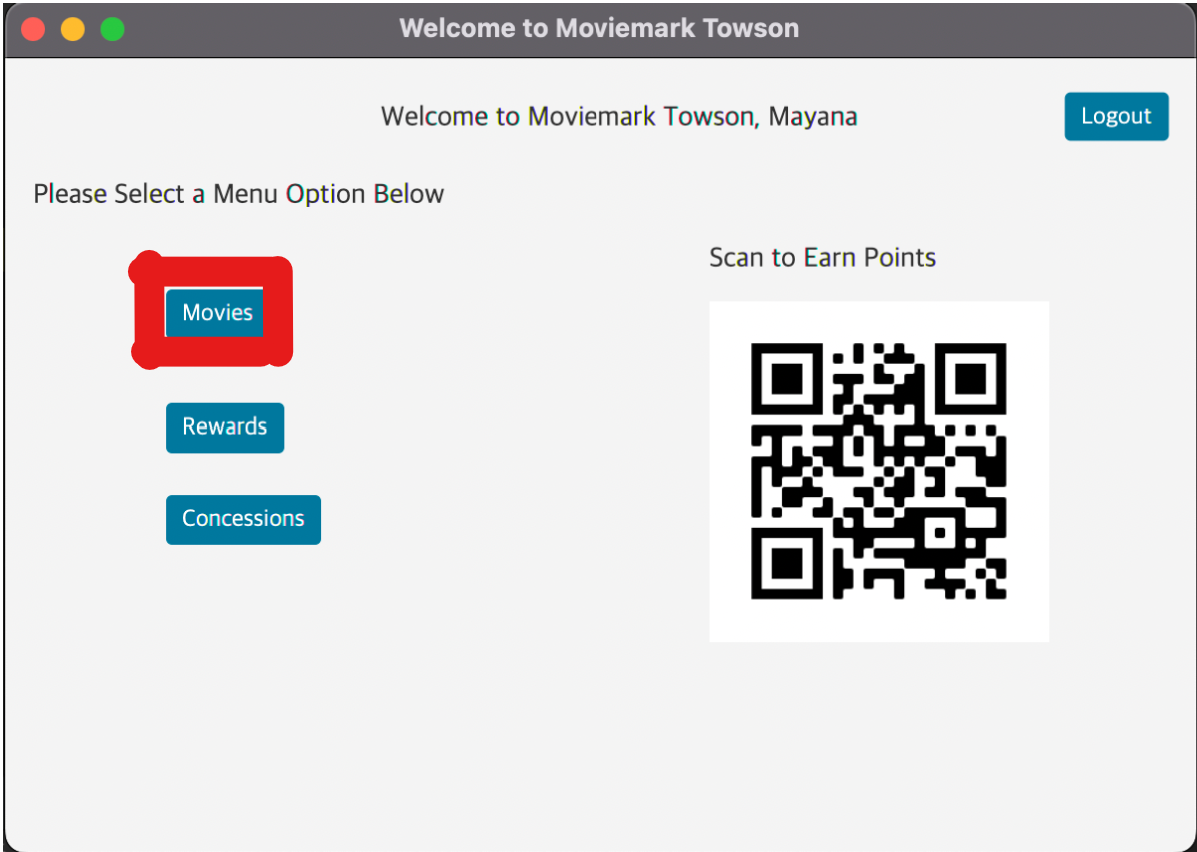 Welcome to Moviemark Towson
Welcome to Moviemark Towson, Mayana
Logout
Please Select a Menu Option Below
Scan to Earn Points
Movies
Rewards
Concessions